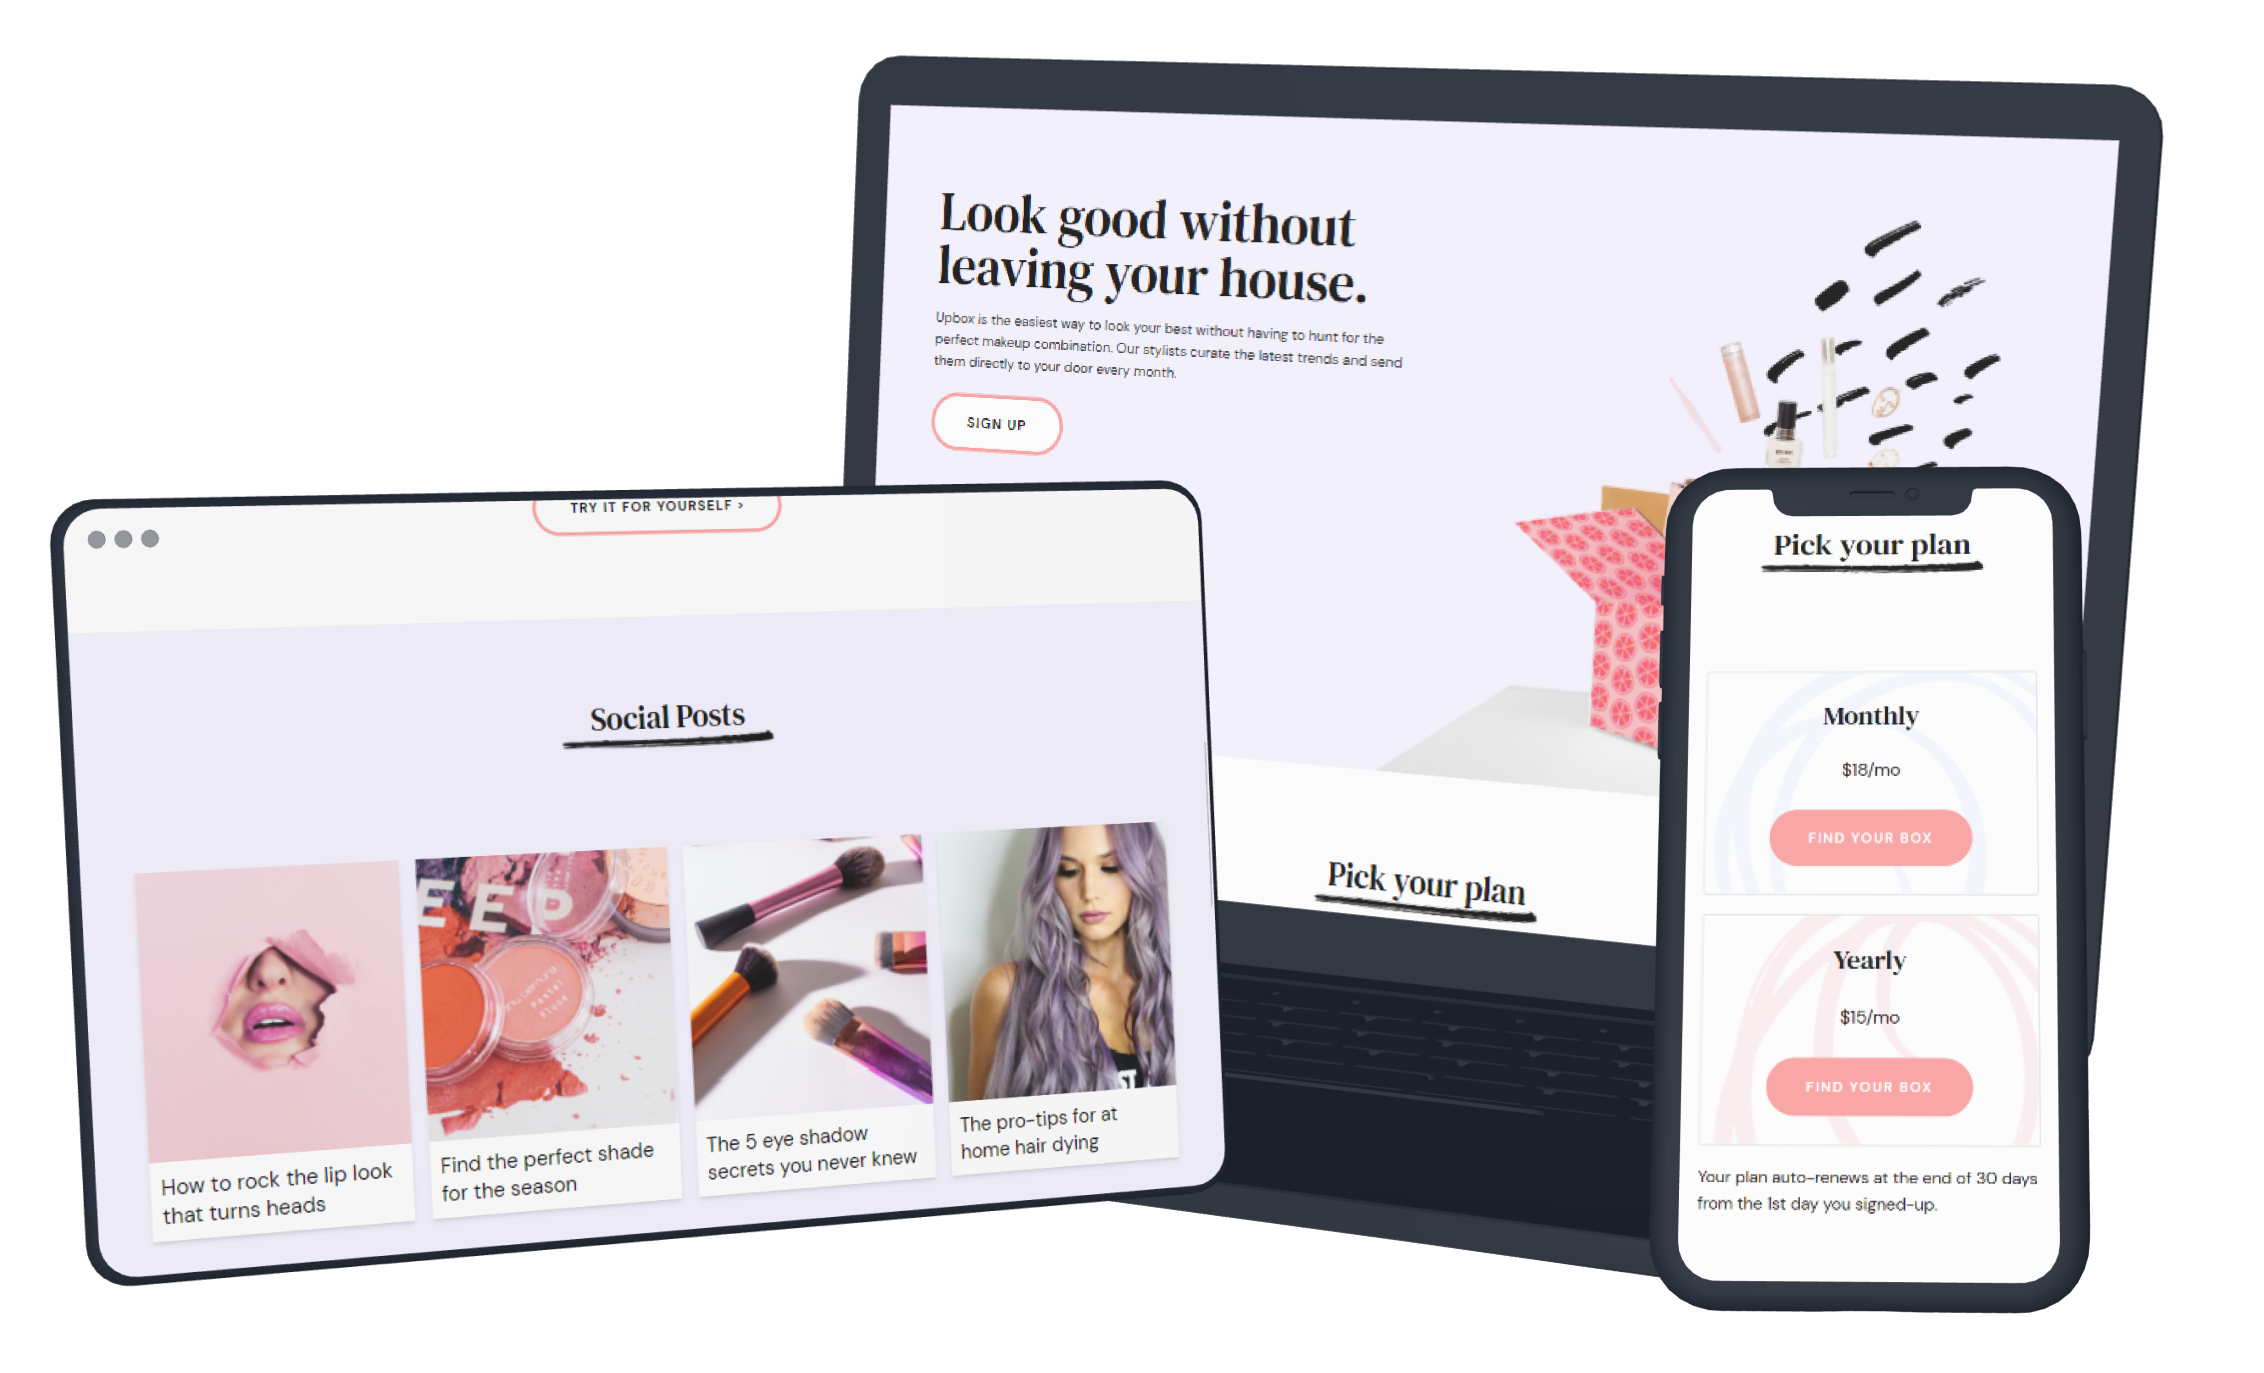 Look good without
leaving your house.
Upbox is the easiest way to look your best without having to hunt for the
perfect makeup combination. Our stylists curate the latest trends and send
them directly to your door every month.
SIGN UP
Pick your plan
TRY IT FOR YOURSELF >
Social Posts
EEP
How to rock the lip look
that turns heads
Find the perfect shade
for the season
The 5 eye shadow
secrets you never knew
ST
The pro-tips for at
home hair dying
Pick your plan
Monthly
$18/mo
FIND YOUR BOX
Yearly
$15/mo
FIND YOUR BOX
Your plan auto-renews at the end of 30 days
from the 1st day you signed-up.